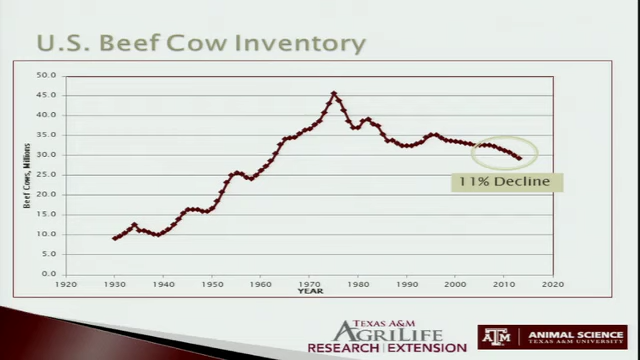 U.S. Beef Cow Inventory
50.0
45.0
40.0
35.0
30.0
25.0
20.0
15.0
10.0
5.0
0.0
Beef Cows, Millions
11% Decline
1920 1930 1940 1950 1960 1970 1980 1990 2000 2010 2020
YEAR
TEXAS A&M
AGRILIFE
RESEARCH | EXTENSION
ATM
ANIMAL SCIENCE
TEXAS A&M UNIVERSITY